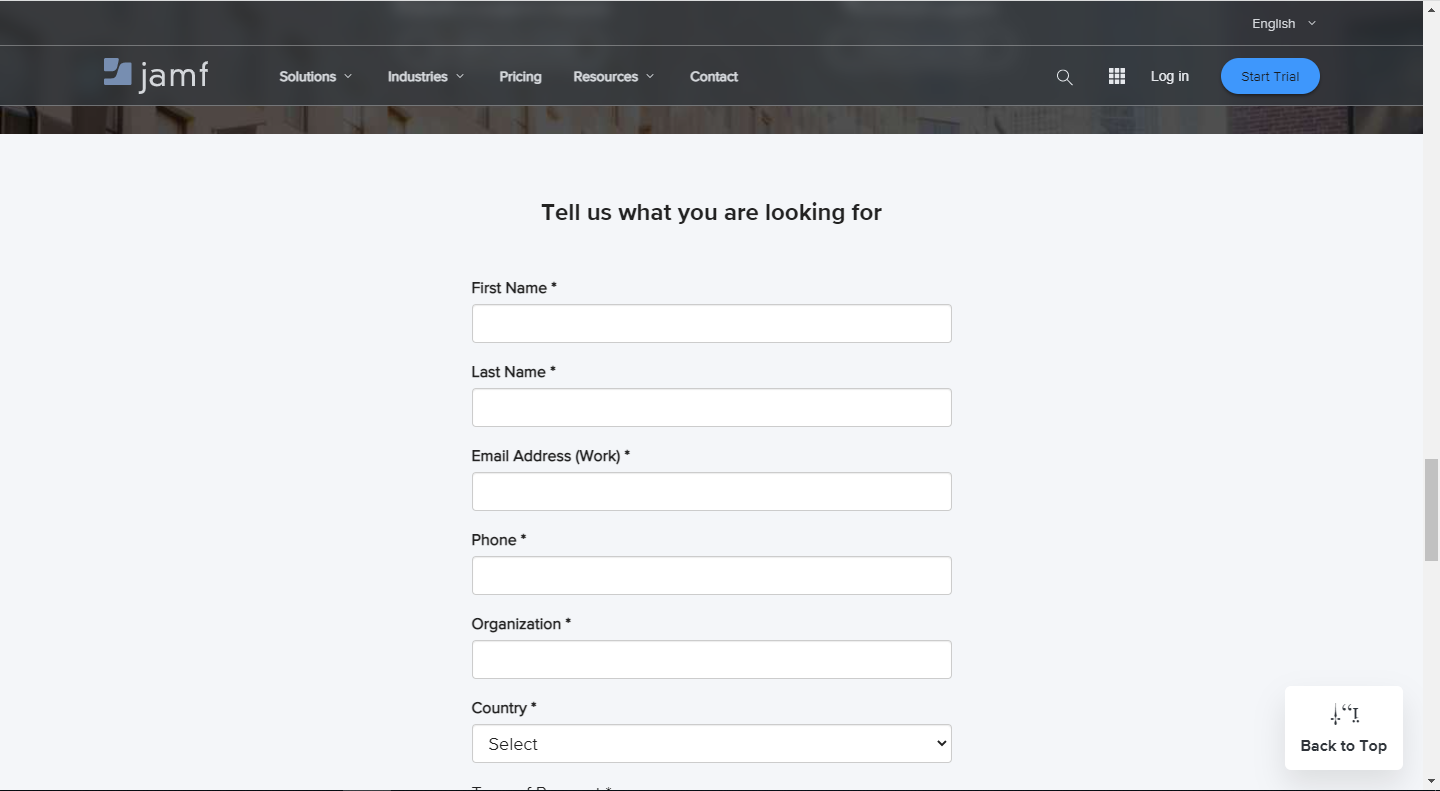 English
jamf
Solutions
Industries
Pricing
Resources
Contact
Log in
Start Trial
Tell us what you are looking for
First Name *
Last Name *
Email Address (Work) *
Phone *
Organization *
Country *
Select
Back to Top